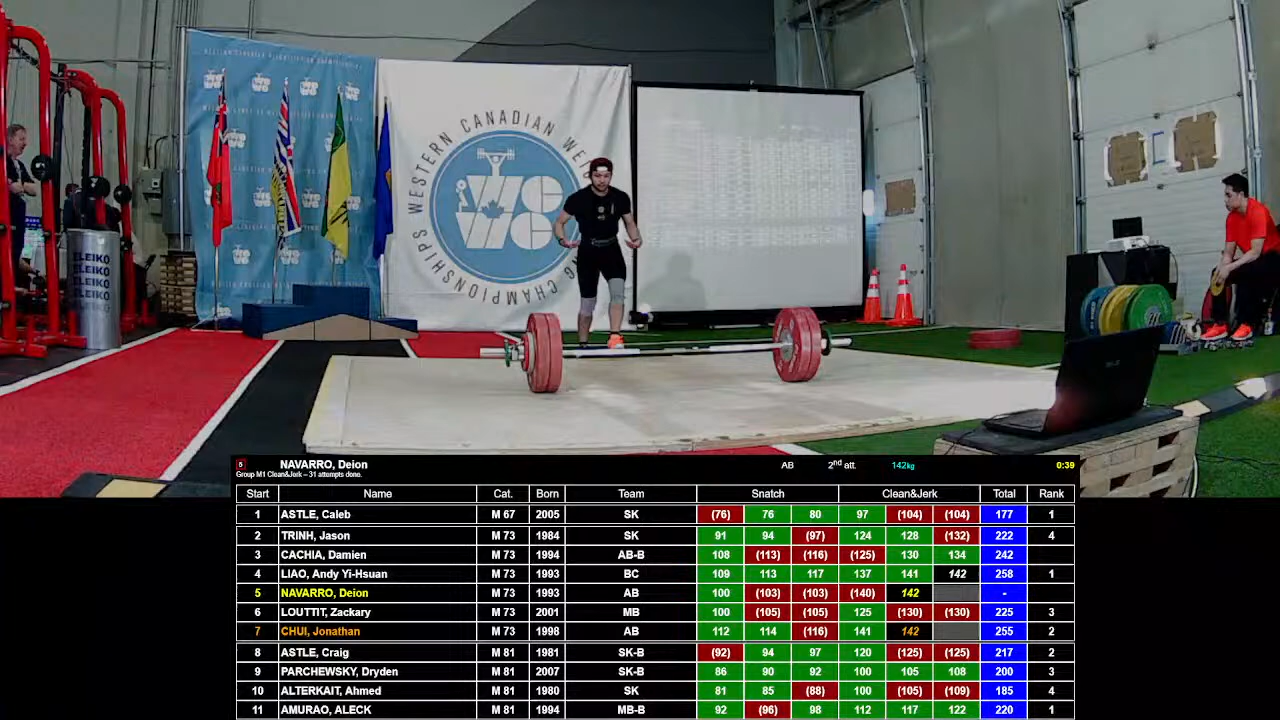 WESTERN CANADIAN WEI
NG CHAMPIONSHIPS
WC
WC
ELEIKO
ELEIKO
ELEIKO
ELEIKO
5 NAVARRO, Deion AB 2nd att. 142kg 0:39
Group M1 Clean&Jerk – 31 attempts done.
Start Name Cat. Born Team Snatch Clean&Jerk Total Rank
1 ASTLE, Caleb M 67 2005 SK (76) 76 80 97 (104) (104) 177 1
2 TRINH, Jason M 73 1984 SK 91 94 (97) 124 128 (132) 222 4
3 CACHIA, Damien M 73 1994 AB-B 108 (113) (116) (125) 130 134 242
4 LIAO, Andy Yi-Hsuan M 73 1993 BC 109 113 117 137 141 142 258 1
5 NAVARRO, Deion M 73 1993 AB 100 (103) (103) (140) 142 -
6 LOUTTIT, Zackary M 73 2001 MB 100 (105) (105) 125 (130) (130) 225 3
7 CHUI, Jonathan M 73 1998 AB 112 114 (116) 141 142 255 2
8 ASTLE, Craig M 81 1981 SK-B (92) 94 97 120 (125) (125) 217 2
9 PARCHEWSKY, Dryden M 81 2007 SK-B 86 90 92 100 105 108 200 3
10 ALTERKAIT, Ahmed M 81 1980 SK 81 85 (88) 100 (105) (109) 185 4
11 AMURAO, ALECK M 81 1994 MB-B 92 (96) 98 112 117 122 220 1